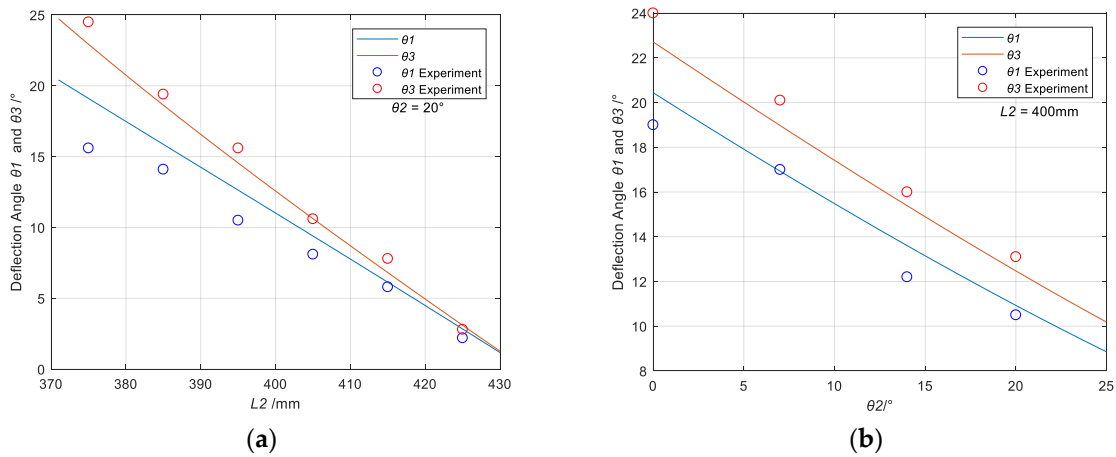 25
20
15
10
5
0
370
380
390
400
410
420
430
Deflection Angle θ1 and θ3 /°
L2 /mm
θ1
θ3
θ1 Experiment
θ3 Experiment
θ2 = 20°
(a)
24
22
20
18
16
14
12
10
8
0
5
10
15
20
25
Deflection Angle θ1 and θ3 /°
θ2/°
θ1
θ3
θ1 Experiment
θ3 Experiment
L2 = 400mm
(b)